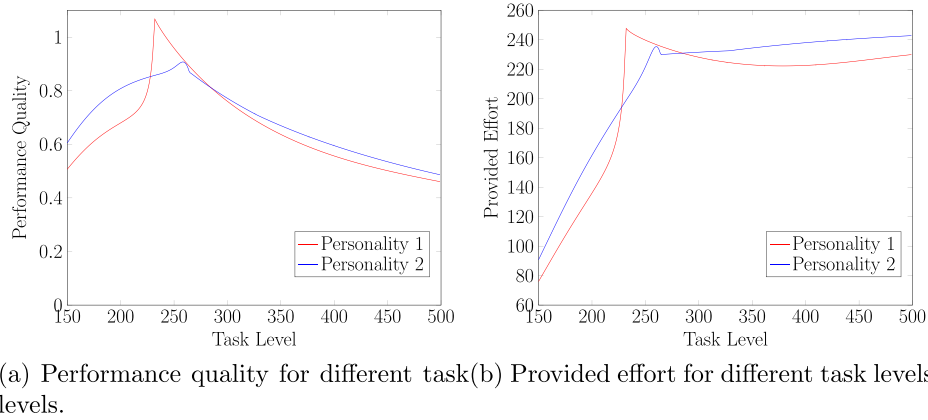 1
0.8
0.6
0.4
0.2
0
Performance Quality
150 200 250 300 350 400 450 500
Task Level
Personality 1
Personality 2
260
240
220
200
180
160
140
120
100
80
60
Provided Effort
150 200 250 300 350 400 450 500
Task Level
Personality 1
Personality 2
(a) Performance quality for different task
levels.
(b) Provided effort for different task levels